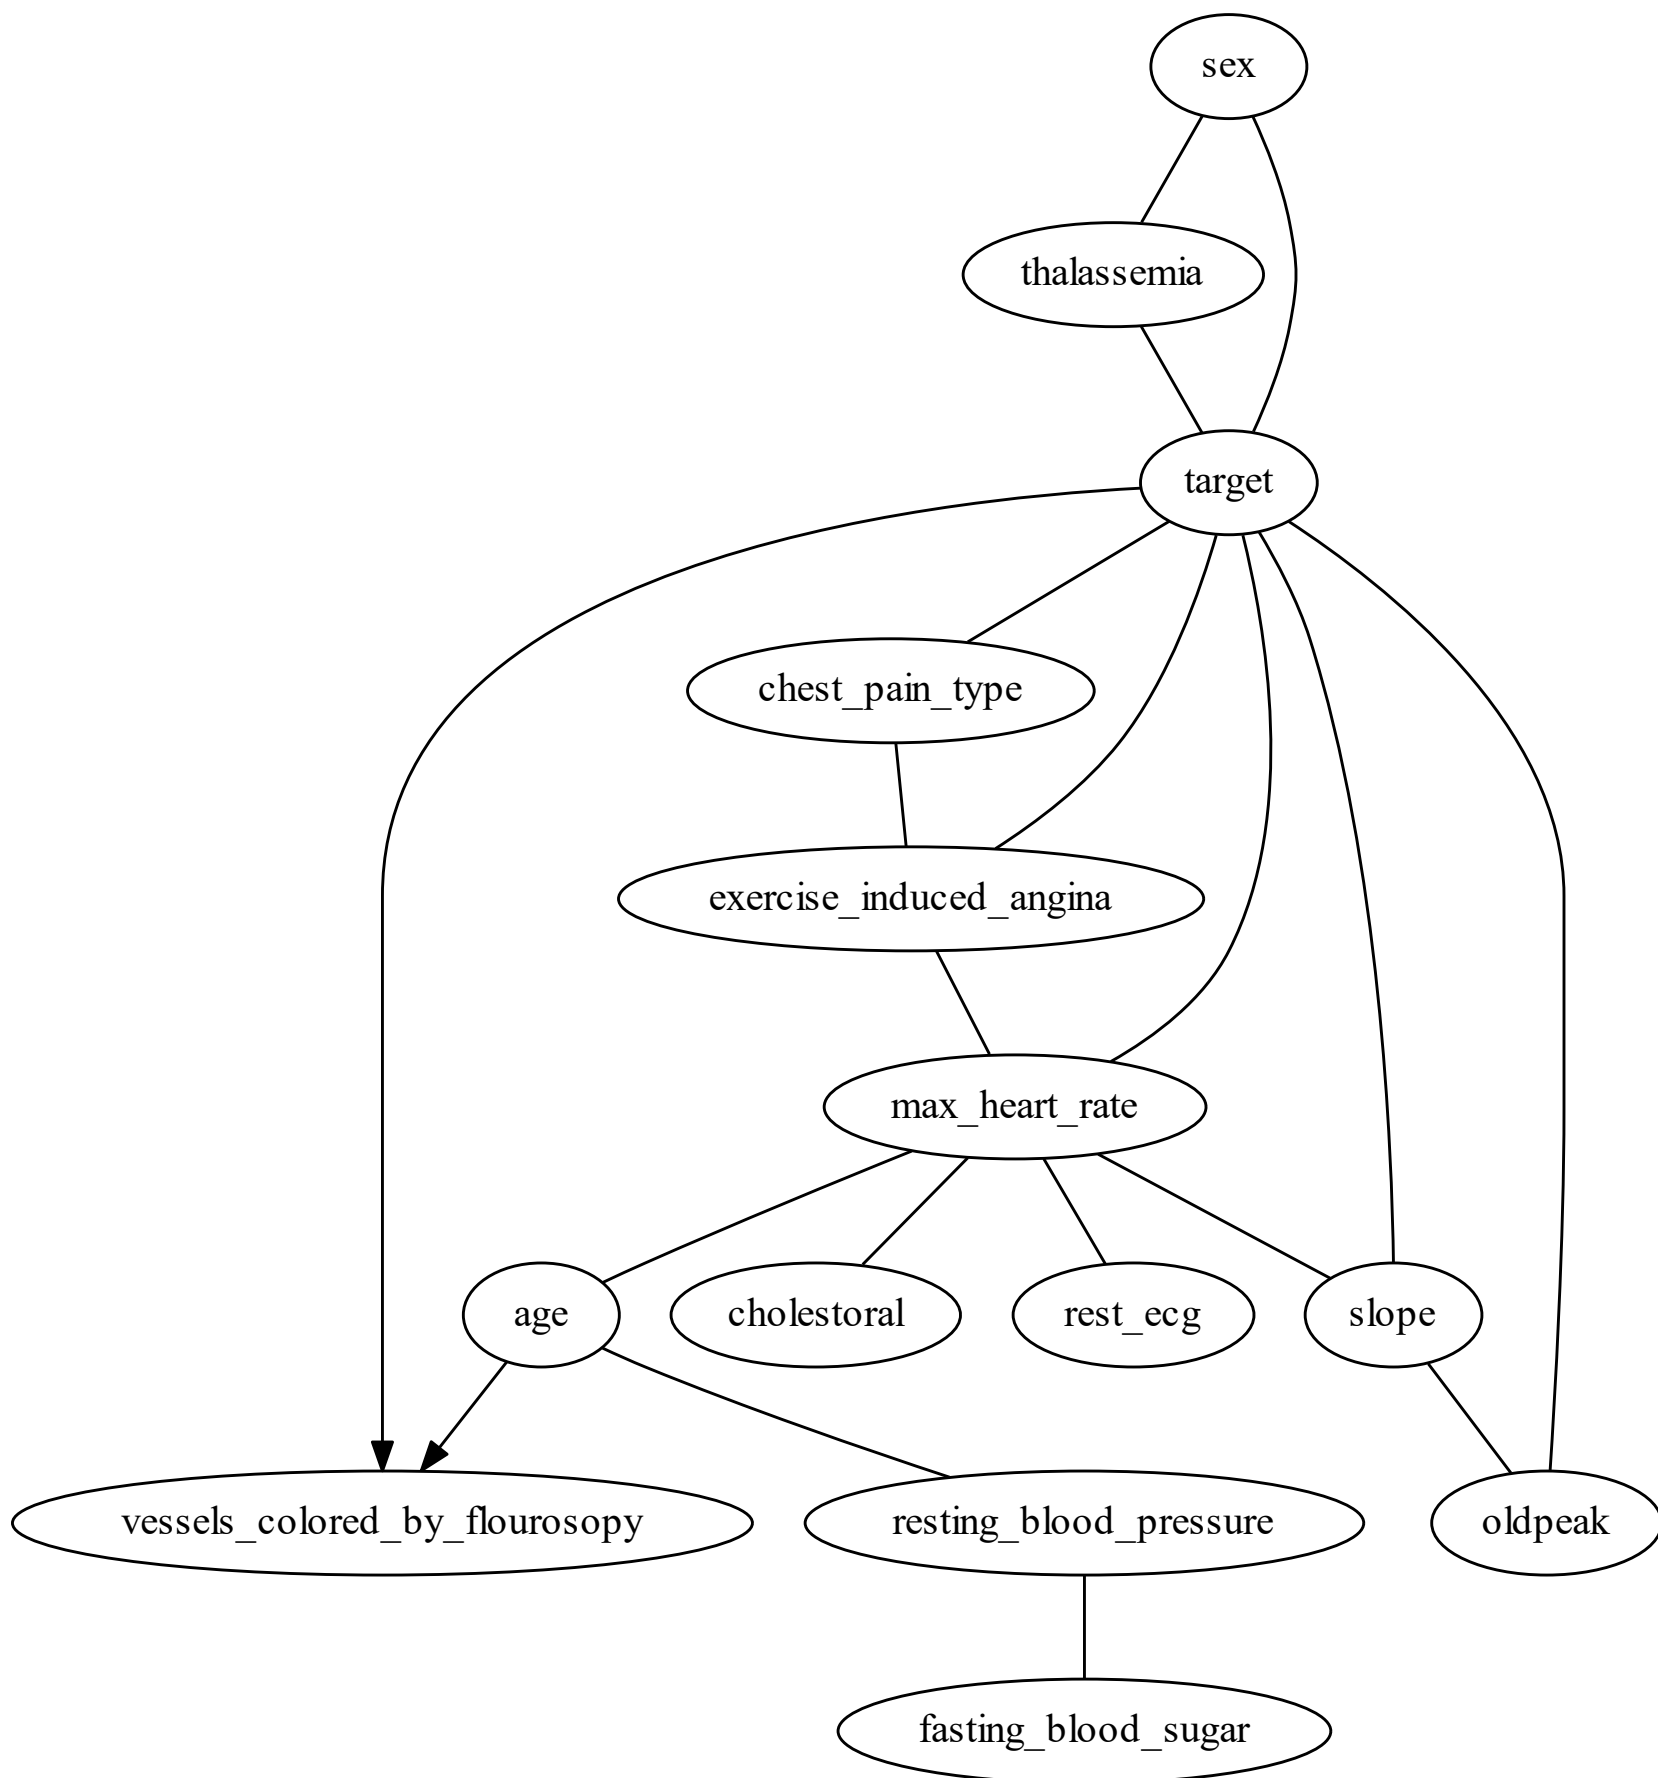 sex
thalassemia
target
chest_pain_type
exercise_induced_angina
max_heart_rate
age
cholestoral
rest_ecg
slope
vessels_colored_by_flourosopy
resting_blood_pressure
oldpeak
fasting_blood_sugar